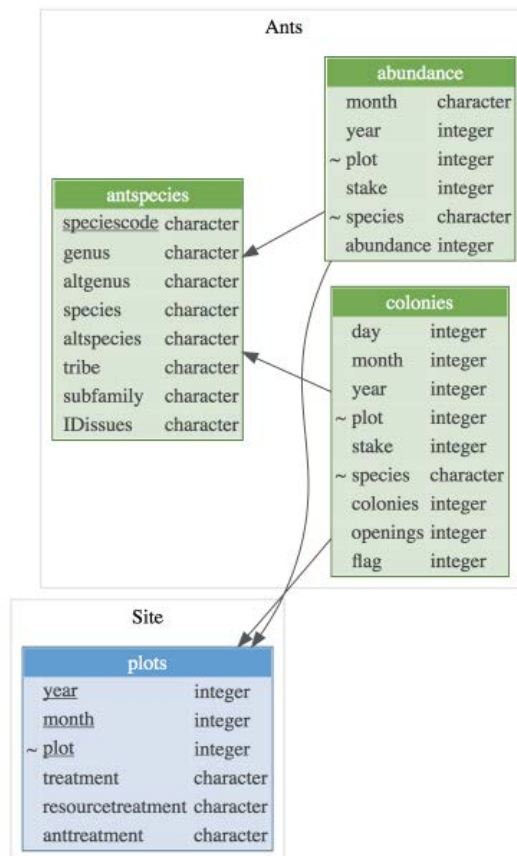 Ants
abundance
month character
year integer
~ plot integer
stake integer
~ species character
abundance integer
antspecies
speciescode character
genus character
altgenus character
species character
altspecies character
tribe character
subfamily character
IDissues character
colonies
day integer
month integer
year integer
~ plot integer
stake integer
~ species character
colonies integer
openings integer
flag integer
Site
plots
year integer
month integer
~ plot integer
treatment character
resourcetreatment character
anttreatment character